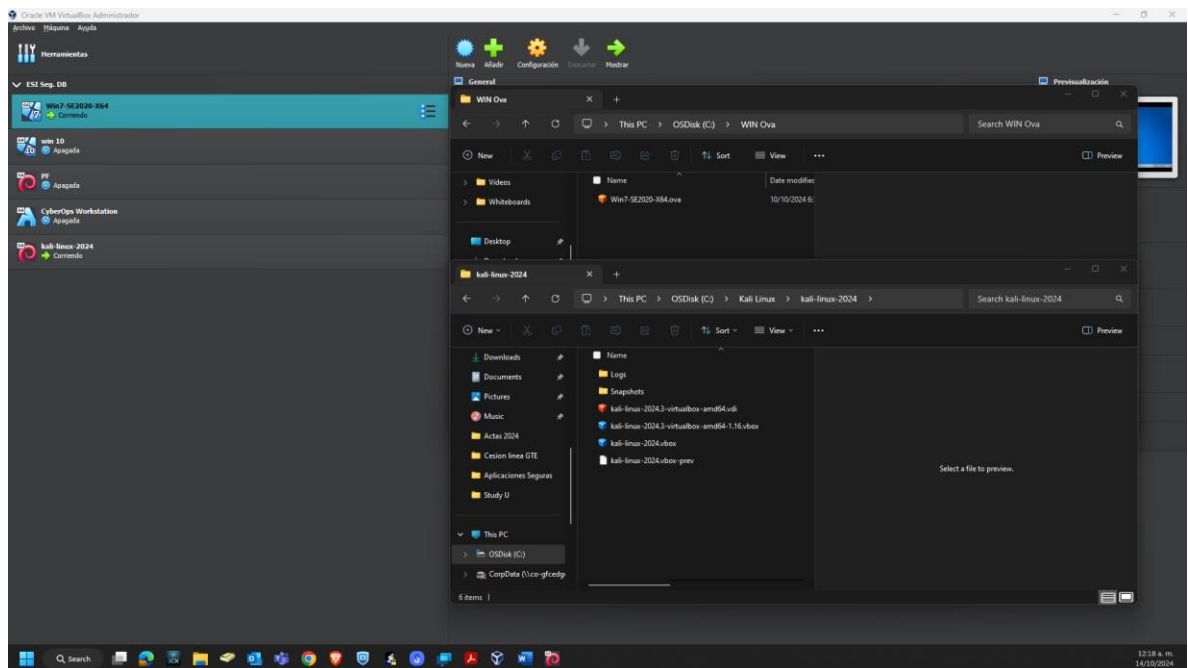 Oracle VM VirtualBox Administrador
Archivo Máquina Ayuda
Herramientas
Nueva Añadir Configuración Descartar Mostrar
ESI Seg. DB
General
Previsualización
Win7-SE2020-X64
Corriendo
win 10
Apagada
PF
Apagada
CyberOps Workstation
Apagada
kali-linux-2024
Corriendo
WIN Ova
This PC > OSDisk (C:) > WIN Ova
Search WIN Ova
New Sort View ... Preview
Videos
Whiteboards
Desktop
Name Date modified
Win7-SE2020-X64.ova 10/10/2024 6:
kali-linux-2024
This PC > OSDisk (C:) > Kali Linux > kali-linux-2024 >
Search kali-linux-2024
New Sort View ... Preview
Downloads
Documents
Pictures
Music
Actas 2024
Cesion linea GTE
Aplicaciones Seguras
Study U
This PC
OSDisk (C:)
CorpData (\\co-gfcedg
Name
Logs
Snapshots
kali-linux-2024.3-virtualbox-amd64.vdi
kali-linux-2024.3-virtualbox-amd64-1.16.vbox
kali-linux-2024.vbox
kali-linux-2024.vbox-prev
Select a file to preview.
6 items
Search
12:18 a. m.
14/10/2024